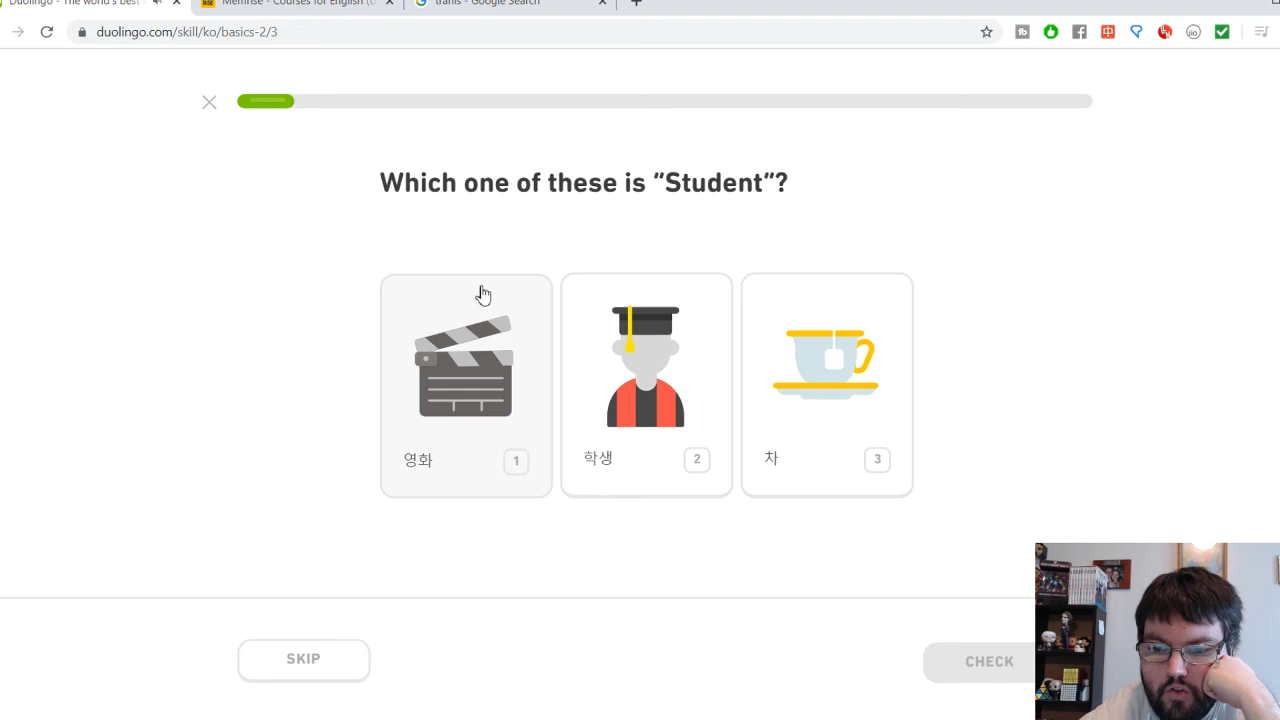 Duolingo - The world's best
Memrise - Courses for English (c
Google Search
duolingo.com/skill/ko/basics-2/3
Which one of these is "Student"?
영화 1
학생 2
차 3
SKIP
CHECK